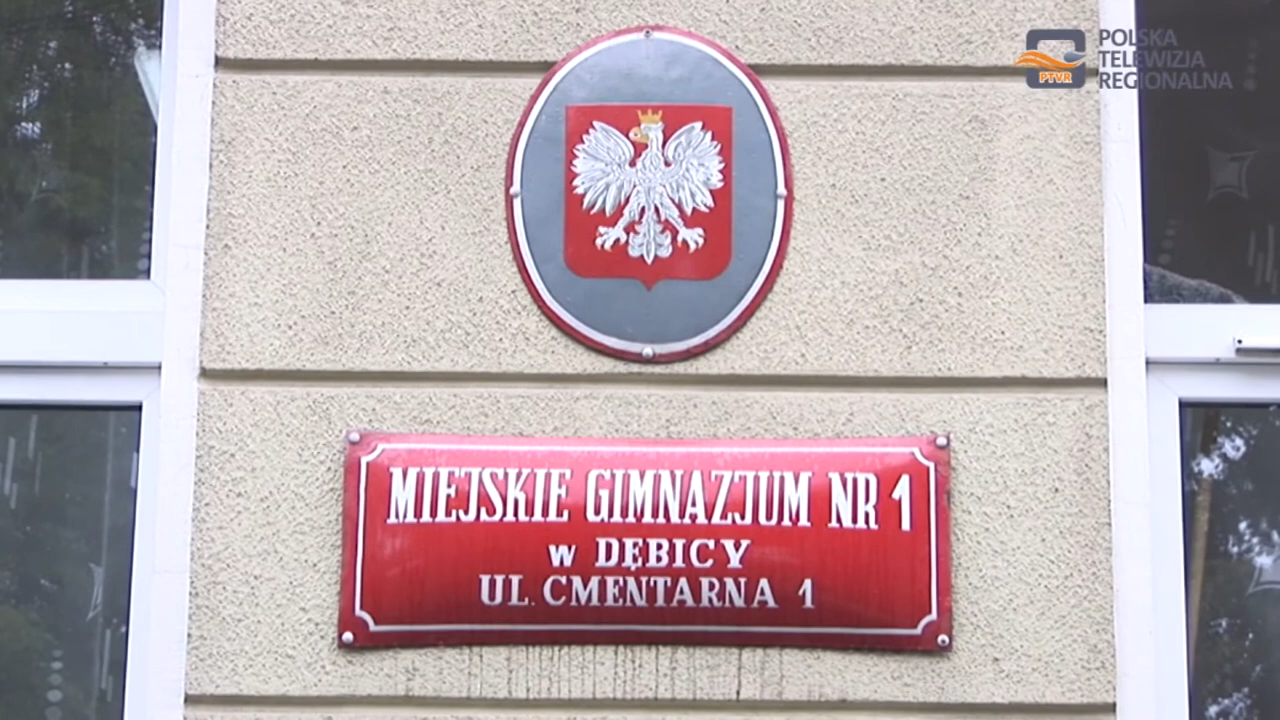 POLSKA
TELEWIZJA
REGIONALNA
PTVR
MIEJSKIE GIMNAZJUM NR 1
w DĘBICY
UL. CMENTARNA 1